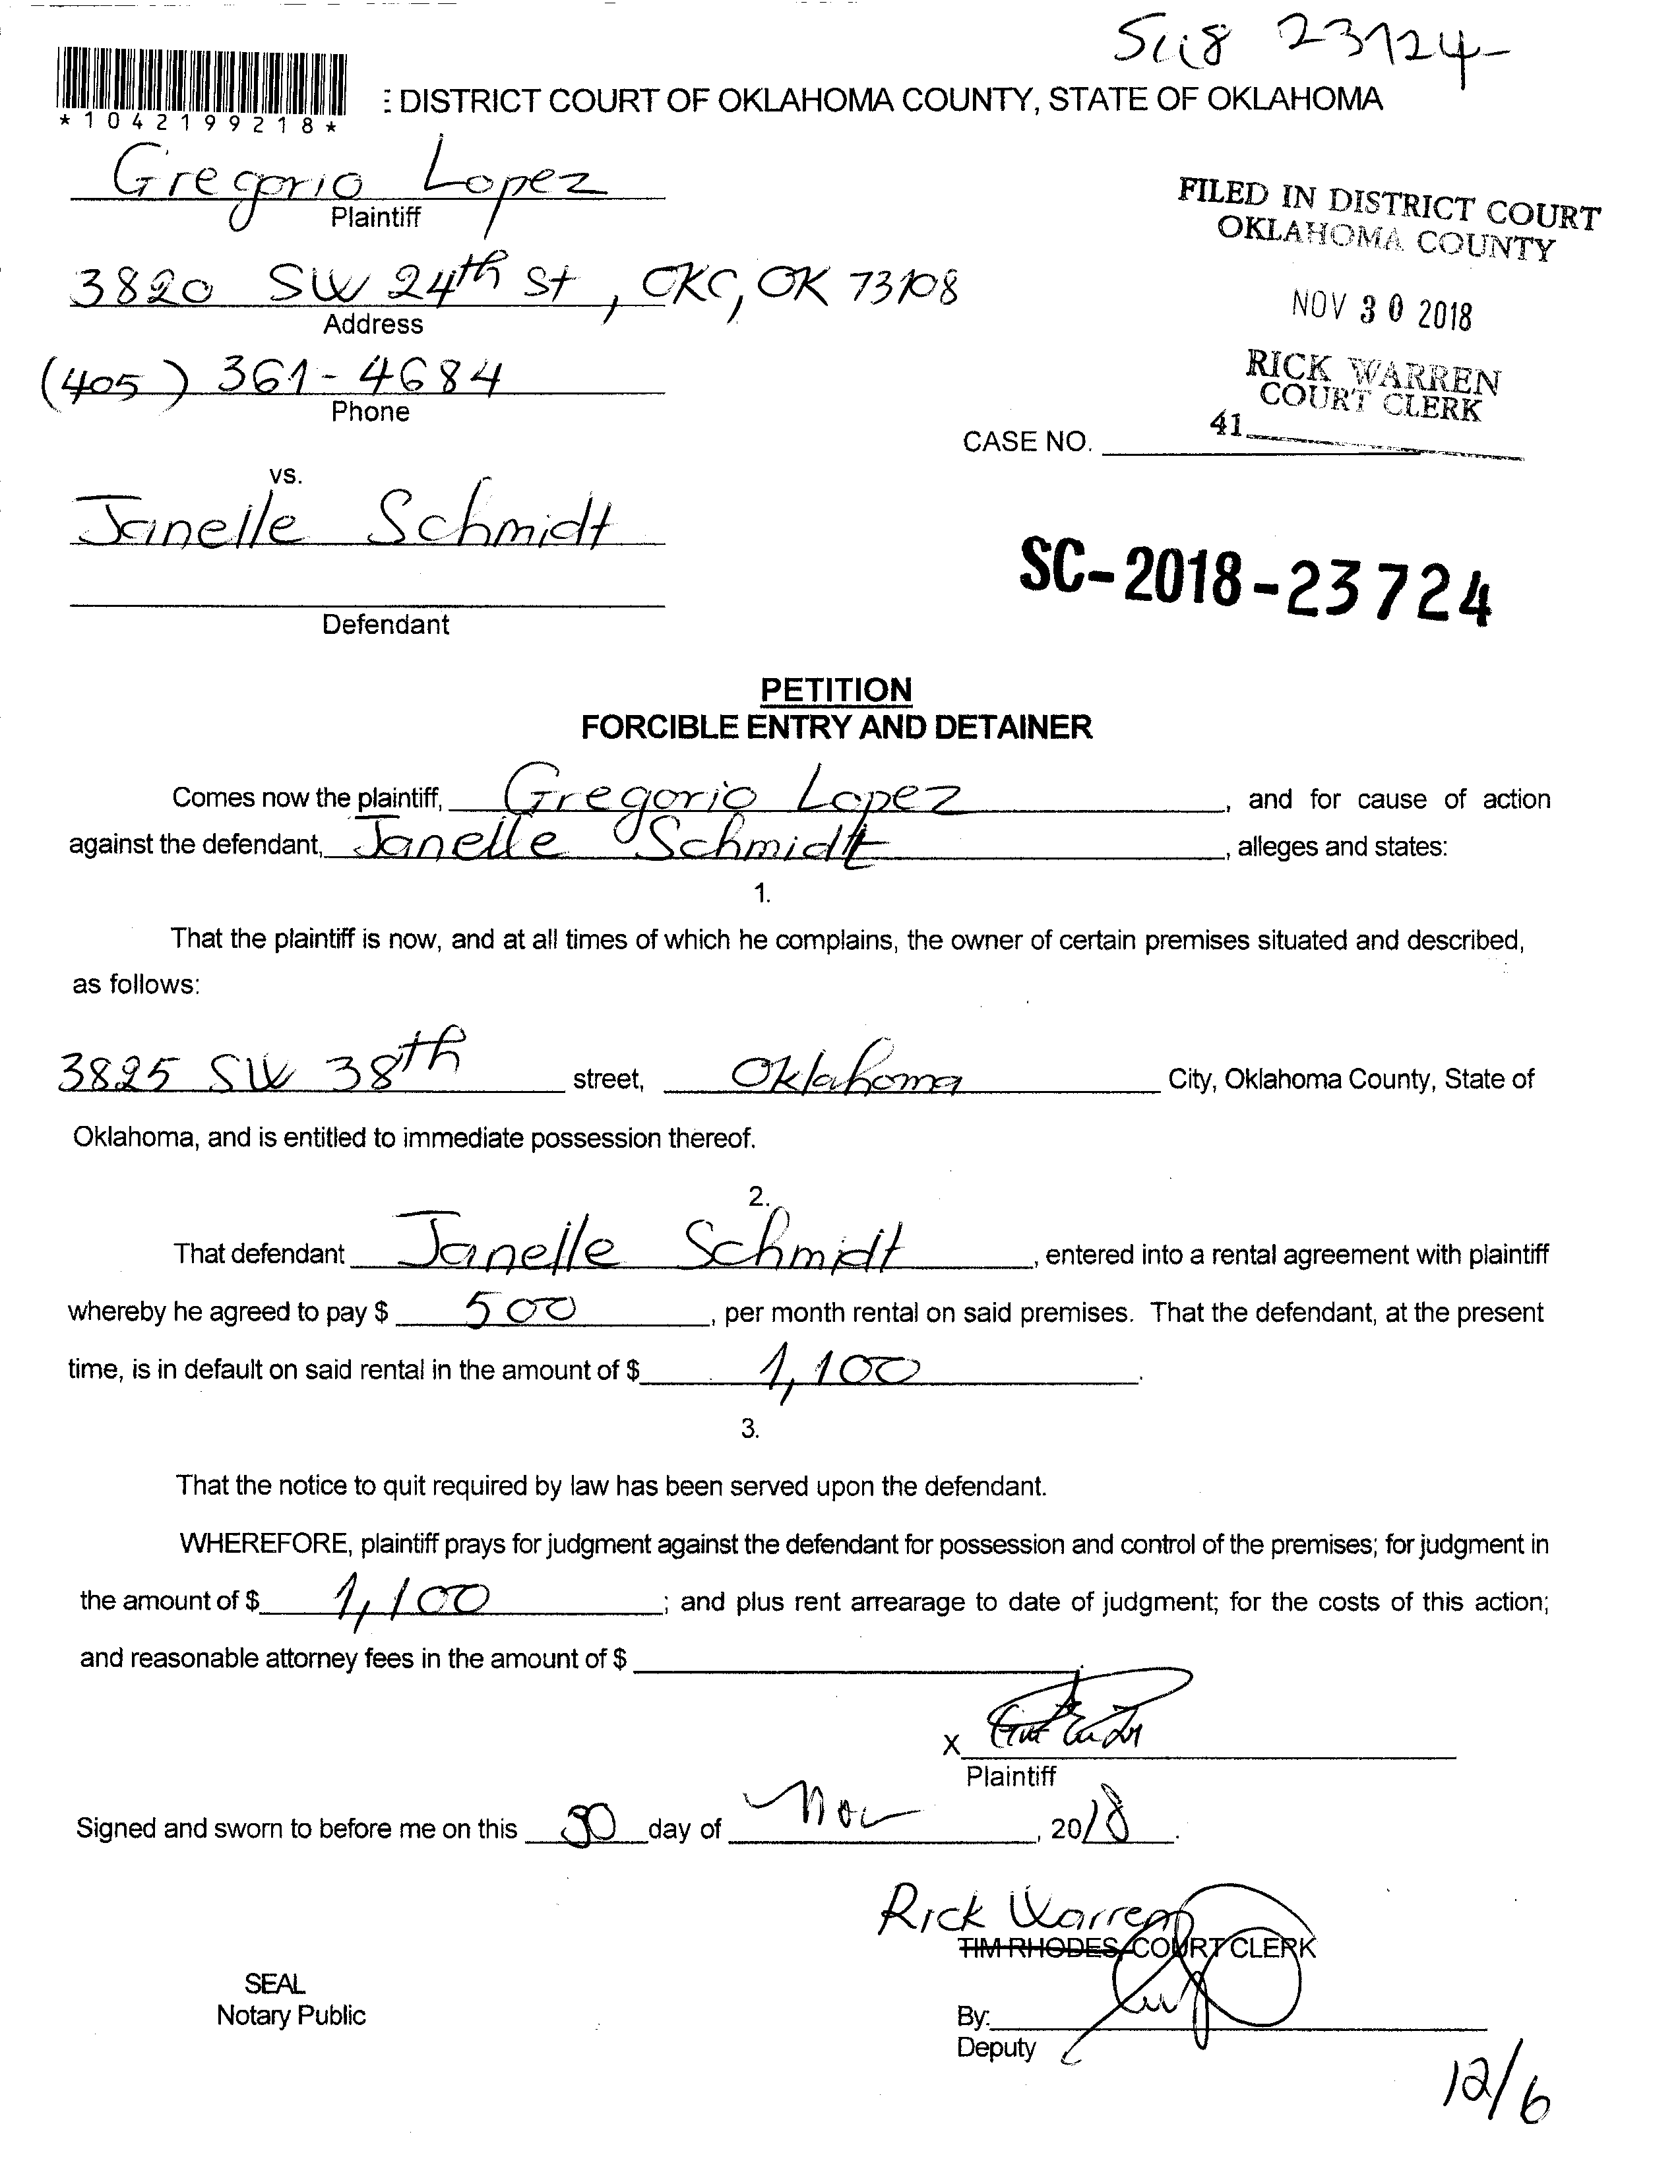 23724
*1042199218*
: DISTRICT COURT OF OKLAHOMA COUNTY, STATE OF OKLAHOMA
Gregorio Lopez
Plaintiff
FILED IN DISTRICT COURT
OKLAHOMA COUNTY
3820 SW 24th St, OKC, OK 73108
Address
NOV 30 2018
(405) 361-4684
Phone
RICK WARREN
COURT CLERK
41
CASE NO.
vs.
Janelle Schmidt
Defendant
SC-2018-23724
PETITION
FORCIBLE ENTRY AND DETAINER
Comes now the plaintiff, Gregorio Lopez, and for cause of action
against the defendant, Janelle Schmidt, alleges and states:
1.
That the plaintiff is now, and at all times of which he complains, the owner of certain premises situated and described,
as follows:
3825 SW 38th street, Oklahoma City, Oklahoma County, State of
Oklahoma, and is entitled to immediate possession thereof.
2.
That defendant Janelle Schmidt, entered into a rental agreement with plaintiff
whereby he agreed to pay $ 500, per month rental on said premises. That the defendant, at the present
time, is in default on said rental in the amount of $ 1,100.
3.
That the notice to quit required by law has been served upon the defendant.
WHEREFORE, plaintiff prays for judgment against the defendant for possession and control of the premises; for judgment in
the amount of $ 1,100; and plus rent arrearage to date of judgment; for the costs of this action;
and reasonable attorney fees in the amount of $
X
Plaintiff
Signed and sworn to before me on this 30 day of Nov, 2018.
Rick Warren
TIM RHODES, COURT CLERK
SEAL
Notary Public
By:
Deputy
12/6